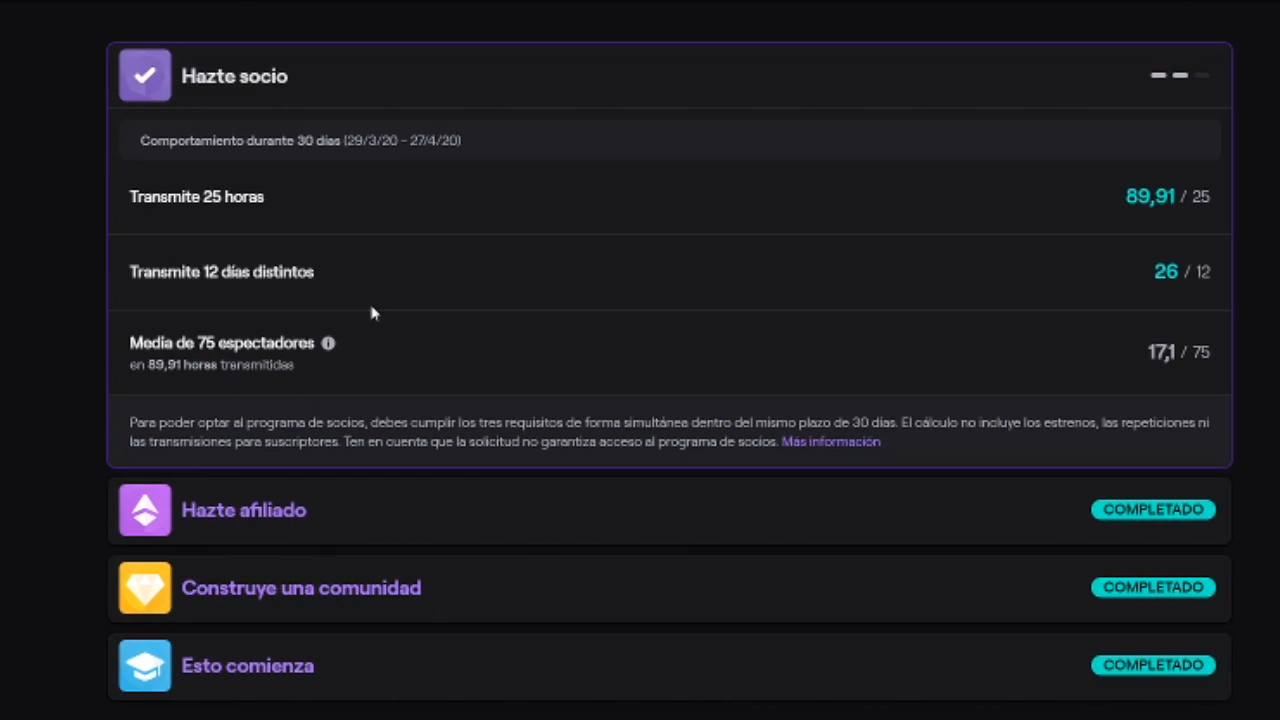 Hazte socio
Comportamiento durante 30 días (29/3/20 - 27/4/20)
Transmite 25 horas
89,91 / 25
Transmite 12 días distintos
26 / 12
Media de 75 espectadores
en 89,91 horas transmitidas
17,1 / 75
Para poder optar al programa de socios, debes cumplir los tres requisitos de forma simultánea dentro del mismo plazo de 30 días. El cálculo no incluye los estrenos, las repeticiones ni
las transmisiones para suscriptores. Ten en cuenta que la solicitud no garantiza acceso al programa de socios. Más información
Hazte afiliado
COMPLETADO
Construye una comunidad
COMPLETADO
Esto comienza
COMPLETADO